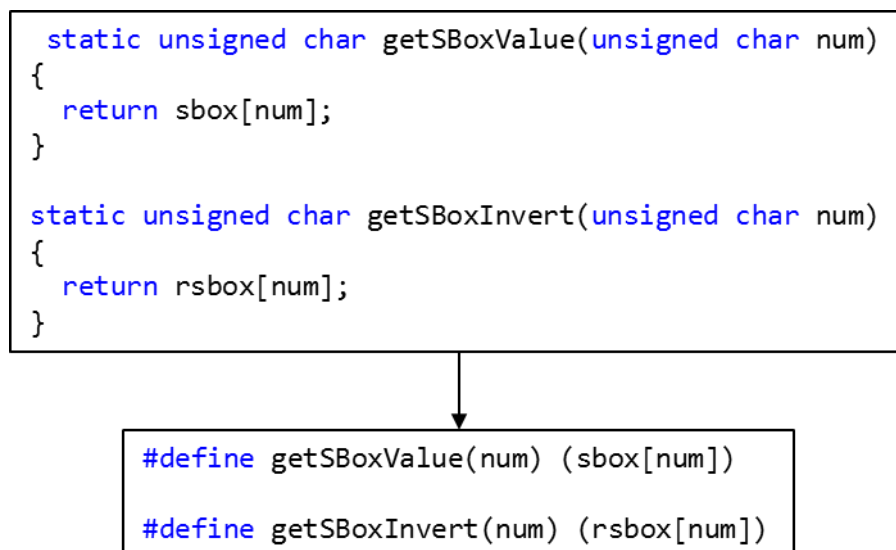 static unsigned char getSBoxValue(unsigned char num)
{
return sbox[num];
}
static unsigned char getSBoxInvert(unsigned char num)
{
return rsbox[num];
}
#define getSBoxValue(num) (sbox[num])
#define getSBoxInvert(num) (rsbox[num])